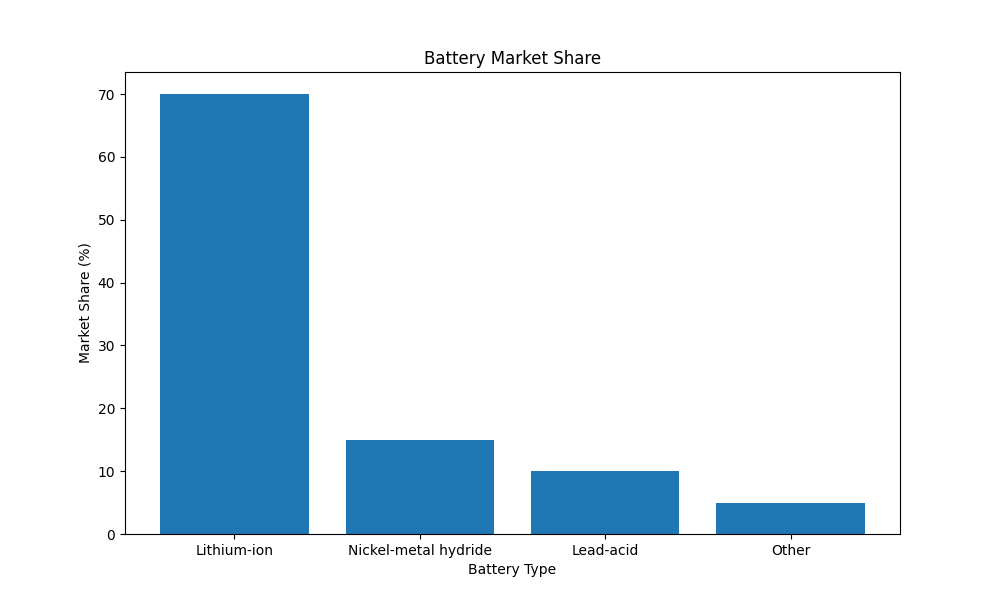 Battery Market Share
Market Share (%)
70
60
50
40
30
20
10
0
Lithium-ion
Nickel-metal hydride
Lead-acid
Other
Battery Type